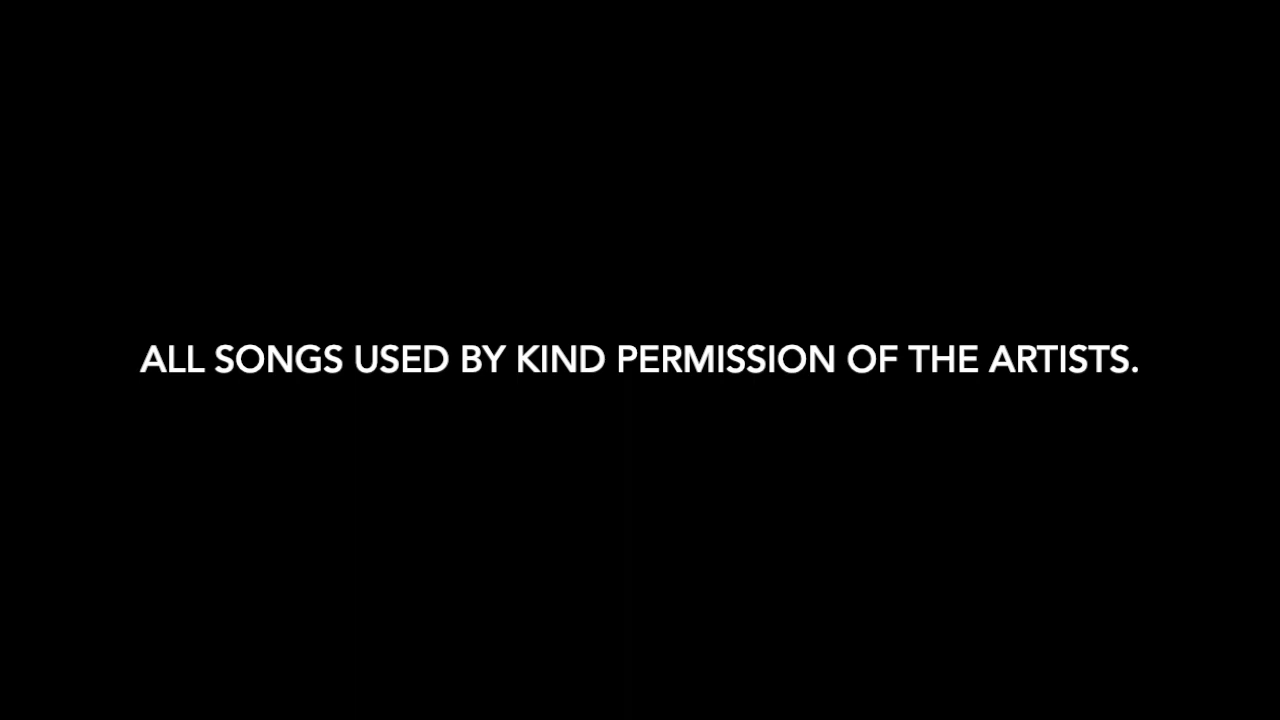 ALL SONGS USED BY KIND PERMISSION OF THE ARTISTS.